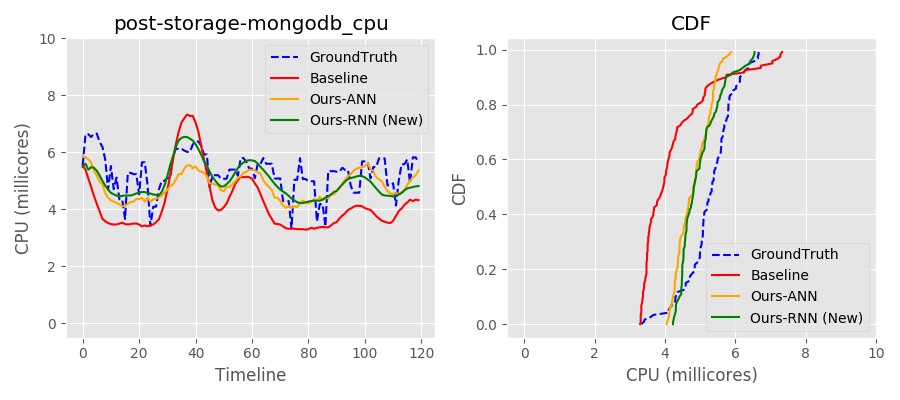 post-storage-mongodb_cpu
CPU (millicores)
10
8
6
4
2
0
GroundTruth
Baseline
Ours-ANN
Ours-RNN (New)
0 20 40 60 80 100 120
Timeline
CDF
CDF
1.0
0.8
0.6
0.4
0.2
0.0
GroundTruth
Baseline
Ours-ANN
Ours-RNN (New)
0 2 4 6 8 10
CPU (millicores)